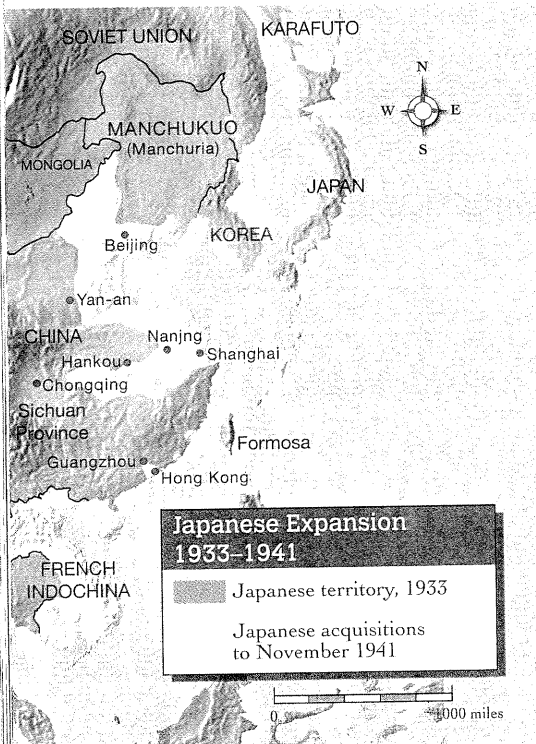 SOVIET UNION
KARAFUTO
N
W E
S
MANCHUKUO
(Manchuria)
MONGOLIA
JAPAN
KOREA
Beijing
Yan-an
CHINA
Nanjng
Shanghai
Hankou
Chongqing
Sichuan
Province
Formosa
Guangzhou
Hong Kong
Japanese Expansion
1933–1941
FRENCH
INDOCHINA
Japanese territory, 1933
Japanese acquisitions
to November 1941
0 1000 miles